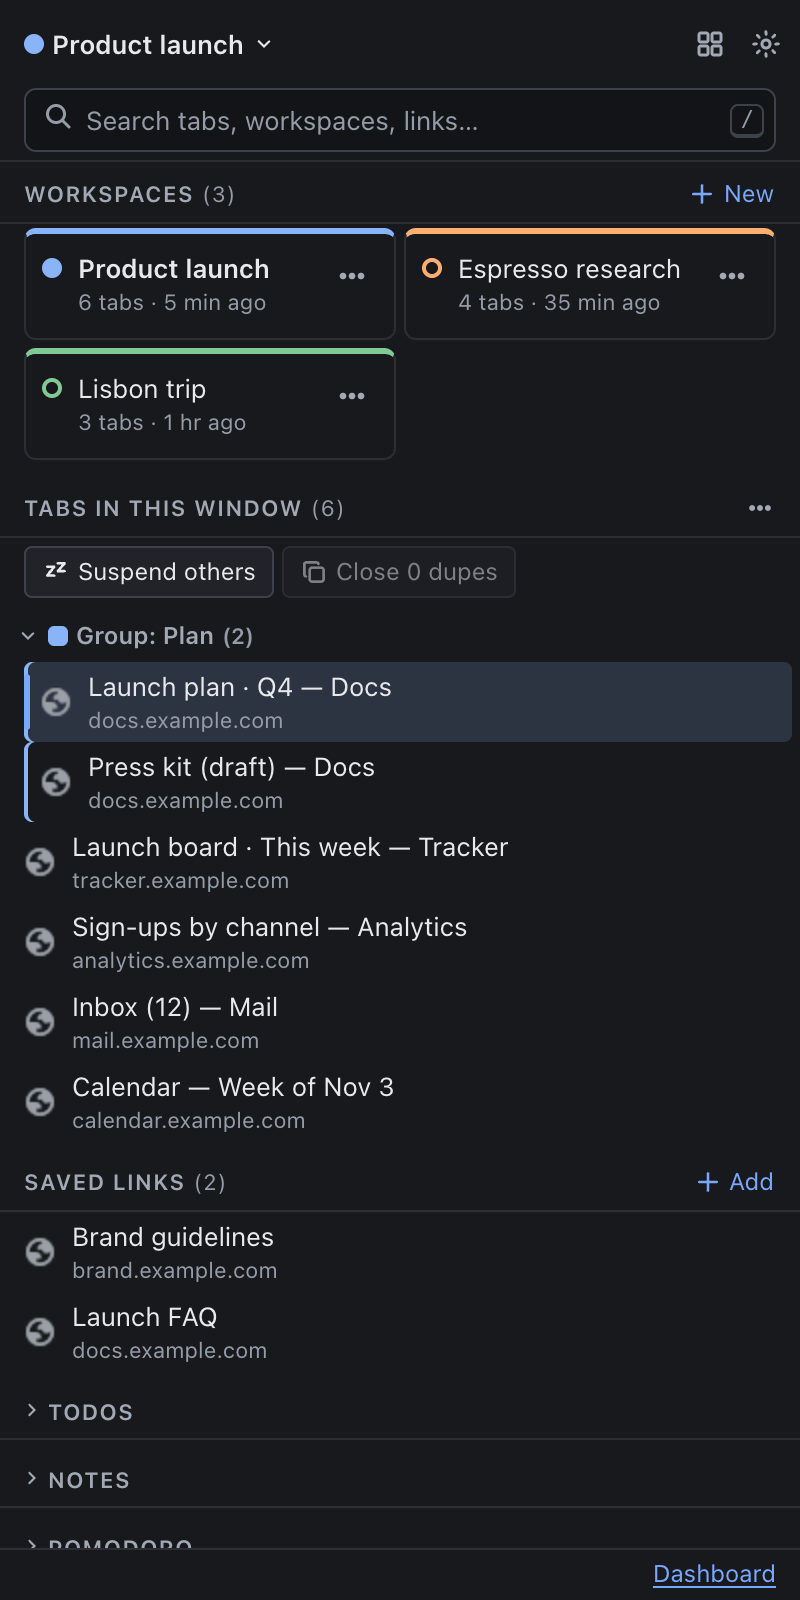 Product launch
Search tabs, workspaces, links...
/
WORKSPACES (3)
+ New
Product launch
6 tabs · 5 min ago
Espresso research
4 tabs · 35 min ago
Lisbon trip
3 tabs · 1 hr ago
TABS IN THIS WINDOW (6)
zz Suspend others
Close 0 dupes
Group: Plan (2)
Launch plan · Q4 — Docs
docs.example.com
Press kit (draft) — Docs
docs.example.com
Launch board · This week — Tracker
tracker.example.com
Sign-ups by channel — Analytics
analytics.example.com
Inbox (12) — Mail
mail.example.com
Calendar — Week of Nov 3
calendar.example.com
SAVED LINKS (2)
+ Add
Brand guidelines
brand.example.com
Launch FAQ
docs.example.com
TODOS
NOTES
POMODORO
Dashboard